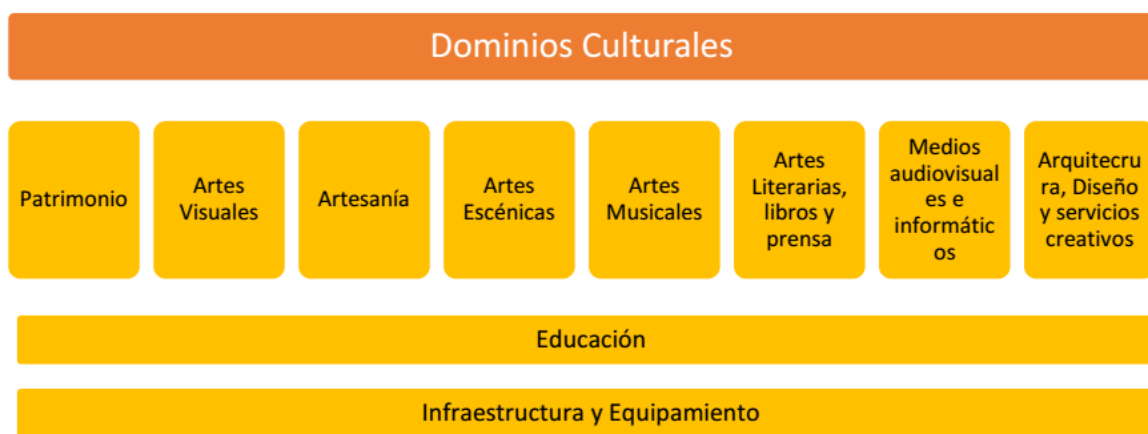 Dominios Culturales
Patrimonio
Artes
Visuales
Artesanía
Artes
Escénicas
Artes
Musicales
Artes
Literarias,
libros y
prensa
Medios
audiovisual
es e
informátic
os
Arquitecru
ra, Diseño
y servicios
creativos
Educación
Infraestructura y Equipamiento